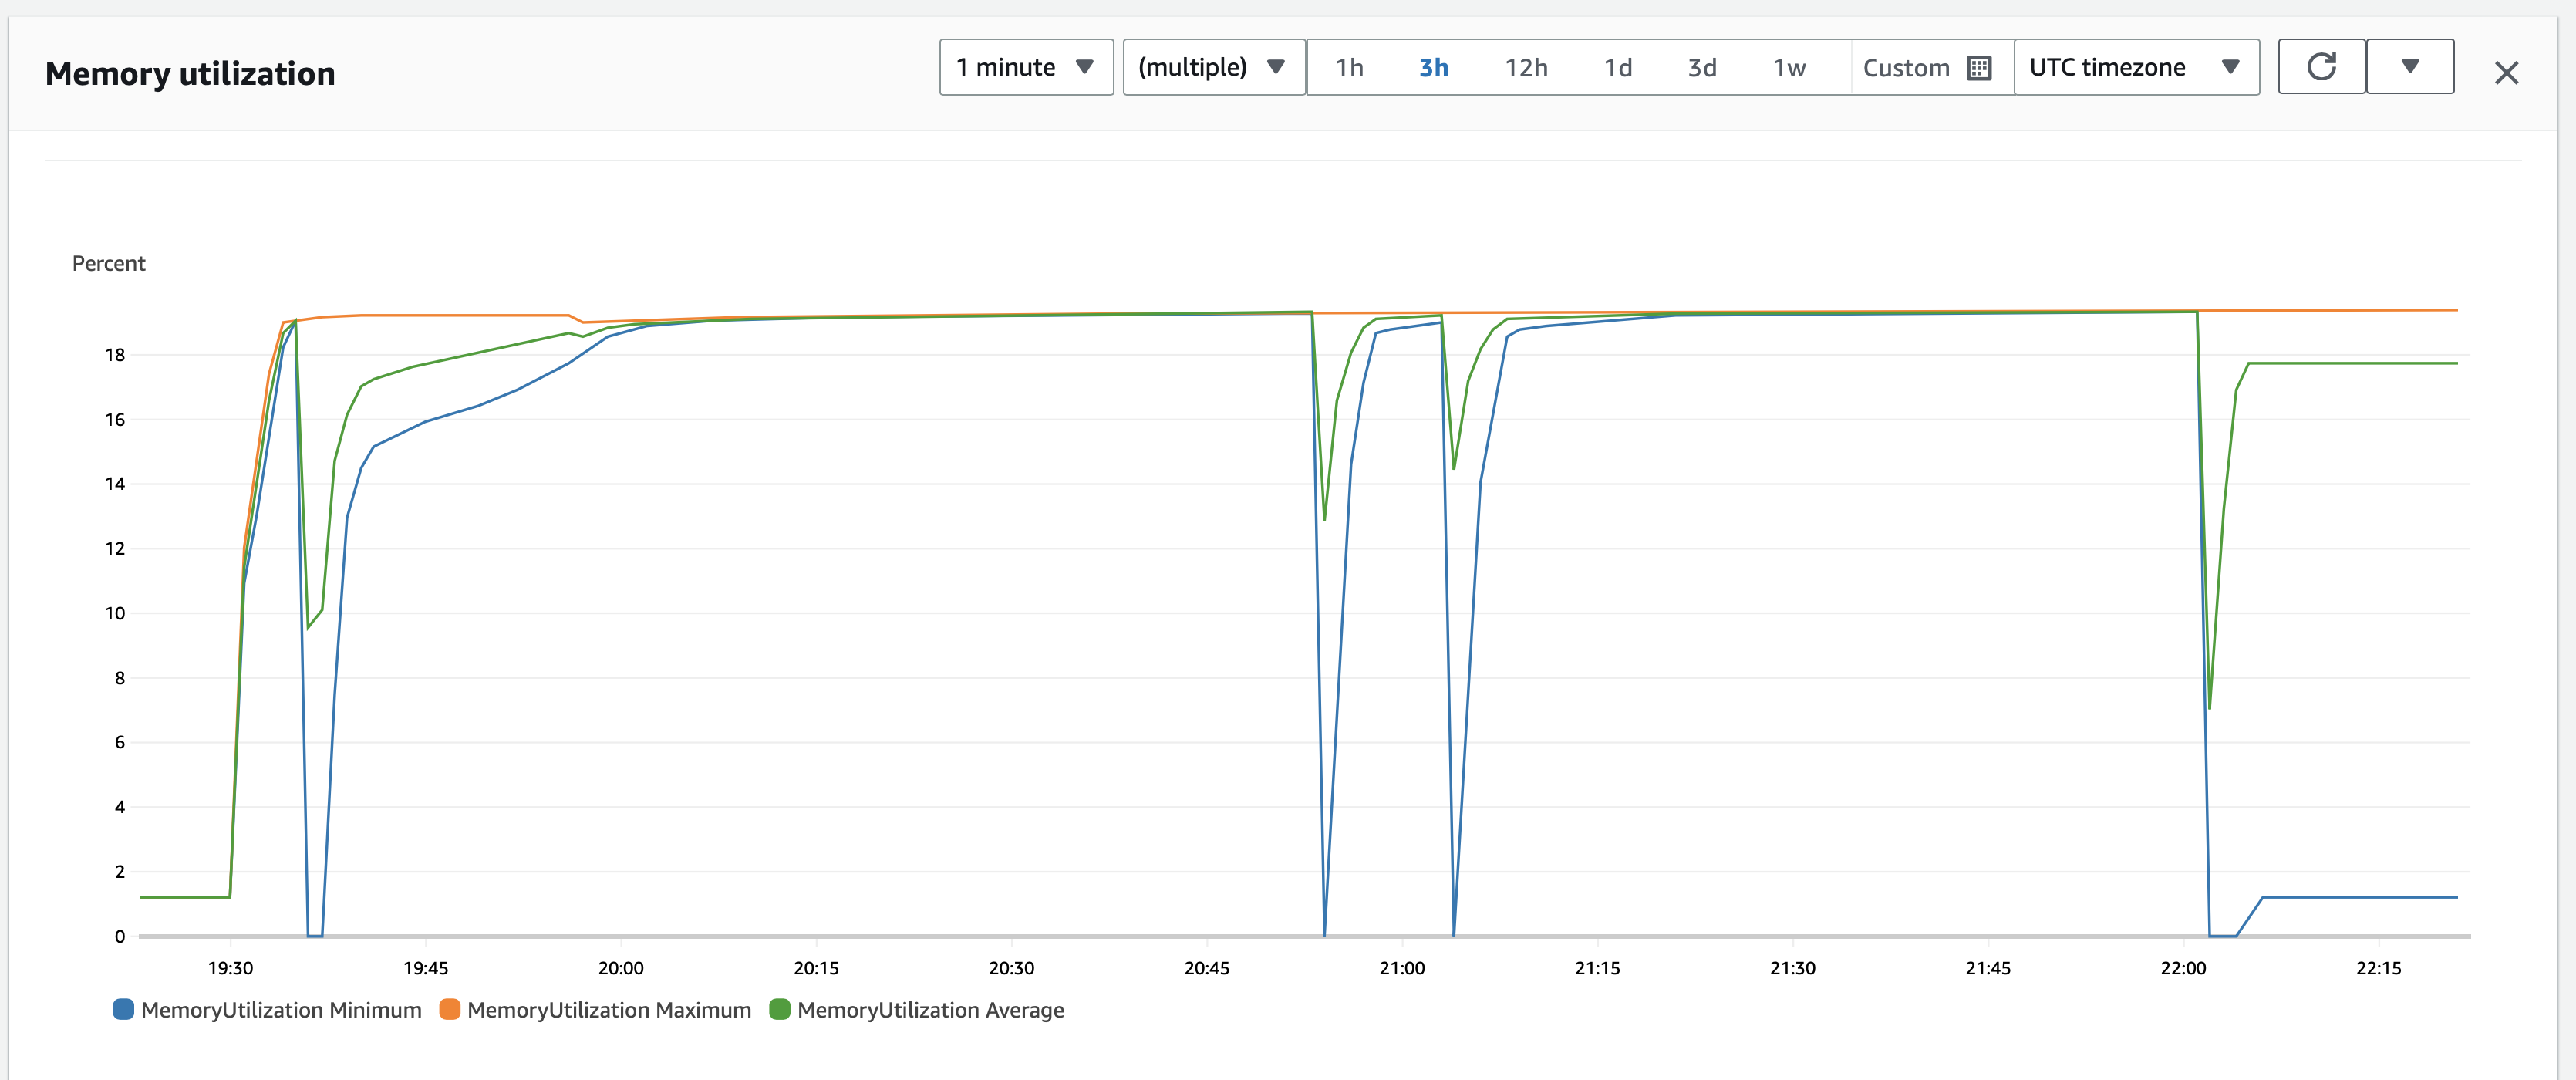 Memory utilization
1 minute (multiple) 1h 3h 12h 1d 3d 1w Custom UTC timezone
Percent
18
16
14
12
10
8
6
4
2
0
19:30 19:45 20:00 20:15 20:30 20:45 21:00 21:15 21:30 21:45 22:00 22:15
MemoryUtilization Minimum MemoryUtilization Maximum MemoryUtilization Average